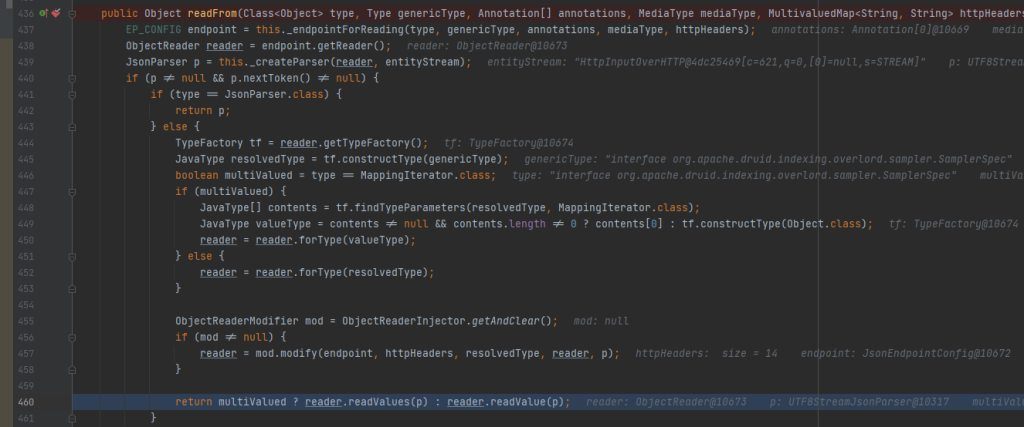 436 public Object readFrom(Class<Object> type, Type genericType, Annotation[] annotations, MediaType mediaType, MultivaluedMap<String, String> httpHeaders
437 EP_CONFIG endpoint = this._endpointForReading(type, genericType, annotations, mediaType, httpHeaders); annotations: Annotation[0]@10669 media
438 ObjectReader reader = endpoint.getReader(); reader: ObjectReader@10673
439 JsonParser p = this._createParser(reader, entityStream); entityStream: "HttpInputOverHTTP@4dc25469[c=621,q=0,[0]=null,s=STREAM]" p: UTF8Stream
440 if (p ≠ null && p.nextToken() ≠ null) {
441 if (type == JsonParser.class) {
442 return p;
443 } else {
444 TypeFactory tf = reader.getTypeFactory(); tf: TypeFactory@10674
445 JavaType resolvedType = tf.constructType(genericType); genericType: "interface org.apache.druid.indexing.overlord.sampler.SamplerSpec"
446 boolean multiValued = type == MappingIterator.class; type: "interface org.apache.druid.indexing.overlord.sampler.SamplerSpec" multiVa
447 if (multiValued) {
448 JavaType[] contents = tf.findTypeParameters(resolvedType, MappingIterator.class);
449 JavaType valueType = contents ≠ null && contents.length ≠ 0 ? contents[0] : tf.constructType(Object.class); tf: TypeFactory@10674
450 reader = reader.forType(valueType);
451 } else {
452 reader = reader.forType(resolvedType);
453 }
454
455 ObjectReaderModifier mod = ObjectReaderInjector.getAndClear(); mod: null
456 if (mod ≠ null) {
457 reader = mod.modify(endpoint, httpHeaders, resolvedType, reader, p); httpHeaders: size = 14 endpoint: JsonEndpointConfig@10672
458 }
459
460 return multiValued ? reader.readValues(p) : reader.readValue(p); reader: ObjectReader@10673 p: UTF8StreamJsonParser@10317 multiValu
461 }